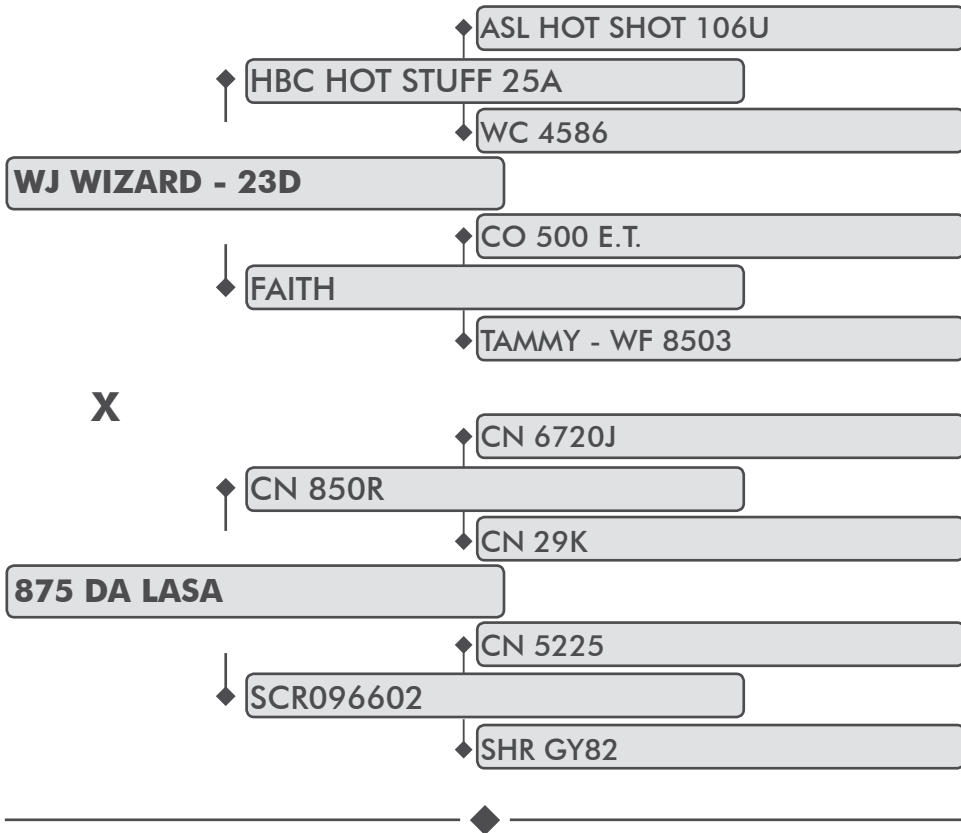 ASL HOT SHOT 106U
HBC HOT STUFF 25A
WC 4586
WJ WIZARD - 23D
CO 500 E.T.
FAITH
TAMMY - WF 8503
X
CN 6720J
CN 850R
CN 29K
875 DA LASA
CN 5225
SCR096602
SHR GY82